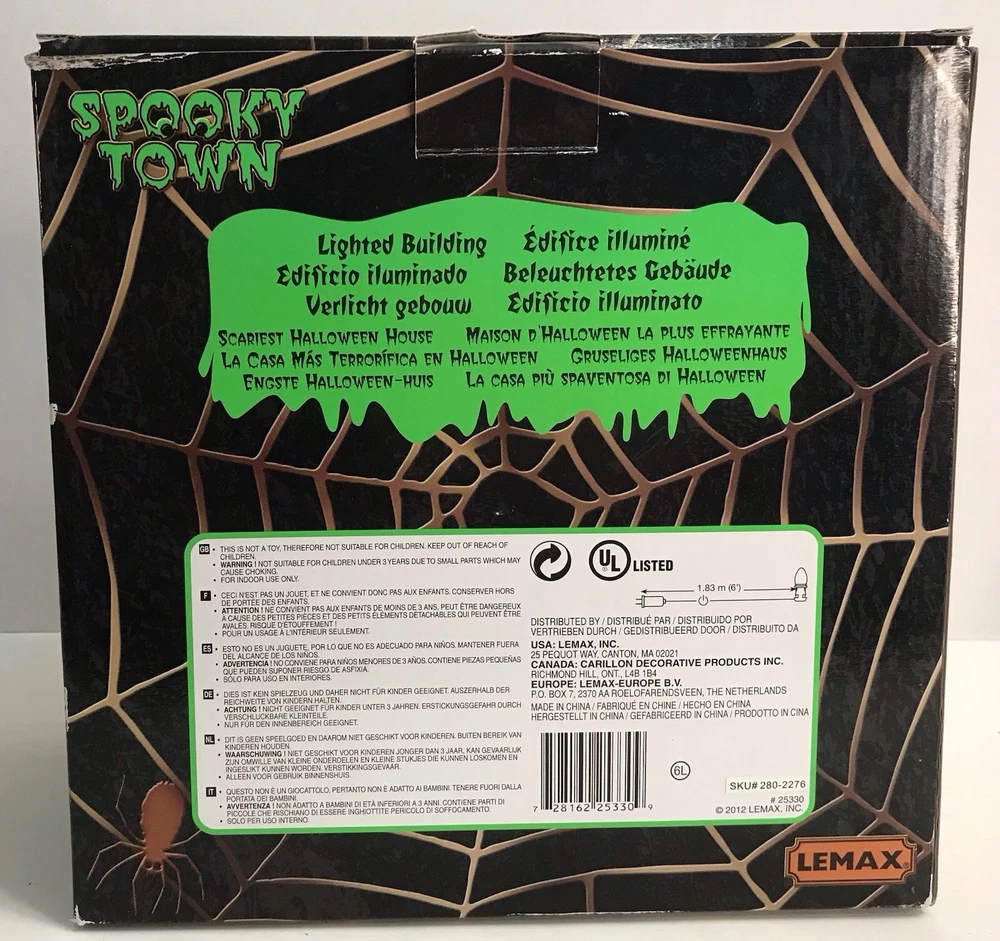 SPOOKY
TOWN
Lighted Building Édifice illuminé
Edificio iluminado Beleuchtetes Gebäude
Verlicht gebouw Edificio illuminato
SCARIEST HALLOWEEN HOUSE MAISON D'HALLOWEEN LA PLUS EFFRAYANTE
LA CASA MÁS TERRORÍFICA EN HALLOWEEN GRUSELIGES HALLOWEENHAUS
ENGSTE HALLOWEEN-HUIS LA CASA PIÙ SPAVENTOSA DI HALLOWEEN
GB • THIS IS NOT A TOY, THEREFORE NOT SUITABLE FOR CHILDREN. KEEP OUT OF REACH OF
CHILDREN.
• WARNING ! NOT SUITABLE FOR CHILDREN UNDER 3 YEARS DUE TO SMALL PARTS WHICH MAY
CAUSE CHOKING.
• FOR INDOOR USE ONLY.
F • CECI N'EST PAS UN JOUET, ET NE CONVIENT DONC PAS AUX ENFANTS. CONSERVER HORS
DE PORTÉE DES ENFANTS.
• ATTENTION ! NE CONVIENT PAS AUX ENFANTS DE MOINS DE 3 ANS, PEUT ÊTRE DANGEREUX
À CAUSE DES PETITES PIÈCES ET DES PETITS ÉLÉMENTS DÉTACHABLES QUI PEUVENT ÊTRE
AVALÉS. RISQUE D'ÉTOUFFEMENT !
• POUR UN USAGE À L'INTÉRIEUR SEULEMENT.
ES • ESTO NO ES UN JUGUETE, POR LO QUE NO ES ADECUADO PARA NIÑOS. MANTENER FUERA
DEL ALCANCE DE LOS NIÑOS.
• ADVERTENCIA ! NO CONVIENE PARA NIÑOS MENORES DE 3 AÑOS. CONTIENE PIEZAS PEQUEÑAS
QUE PUEDEN SUPONER RIESGO DE ASFIXIA.
• SOLO PARA USO EN INTERIORES.
DE • DIES IST KEIN SPIELZEUG UND DAHER NICHT FÜR KINDER GEEIGNET. AUSZERHALB DER
REICHWEITE VON KINDERN HALTEN.
• ACHTUNG ! NICHT GEEIGNET FÜR KINDER UNTER 3 JAHREN. ERSTICKUNGSGEFAHR DURCH
VERSCHLUCKBARE KLEINTEILE.
• NUR FÜR DEN INNENBEREICH GEEIGNET.
NL • DIT IS GEEN SPEELGOED EN DAAROM NIET GESCHIKT VOOR KINDEREN. BUITEN BEREIK VAN
KINDEREN HOUDEN.
• WAARSCHUWING ! NIET GESCHIKT VOOR KINDEREN JONGER DAN 3 JAAR, KAN GEVAARLIJK
ZIJN OMWILLE VAN KLEINE ONDERDELEN EN KLEINE STUKJES DIE KUNNEN LOSKOMEN EN
INGESLIKT KUNNEN WORDEN. VERSTIKKINGSGEVAAR.
• ALLEEN VOOR GEBRUIK BINNENSHUIS.
IT • QUESTO NON È UN GIOCATTOLO, PERTANTO NON È ADATTO AI BAMBINI. TENERE FUORI DALLA
PORTATA DEI BAMBINI.
• AVVERTENZA ! NON ADATTO A BAMBINI DI ETÀ INFERIORI A 3 ANNI. CONTIENE PARTI DI
PICCOLE CHE RISCHIANO DI ESSERE INGHIOTTITE PERICOLO DI SOFFOCAMENTO.
• SOLO PER USO INTERNO.
UL LISTED
1.83 m (6')
DISTRIBUTED BY / DISTRIBUÉ PAR / DISTRIBUIDO POR
VERTRIEBEN DURCH / GEDISTRIBUEERD DOOR / DISTRIBUITO DA
USA: LEMAX, INC.
25 PEQUOT WAY, CANTON, MA 02021
CANADA: CARILLON DECORATIVE PRODUCTS INC.
RICHMOND HILL, ONT., L4B 1B4
EUROPE: LEMAX-EUROPE B.V.
P.O. BOX 7, 2370 AA ROELOFARENDSVEEN, THE NETHERLANDS
MADE IN CHINA / FABRIQUÉ EN CHINE / HECHO EN CHINA
HERGESTELLT IN CHINA / GEFABRICEERD IN CHINA / PRODOTTO IN CINA
7 28162 25330 9
6L
SKU# 280-2276
# 25330
© 2012 LEMAX, INC.
LEMAX®